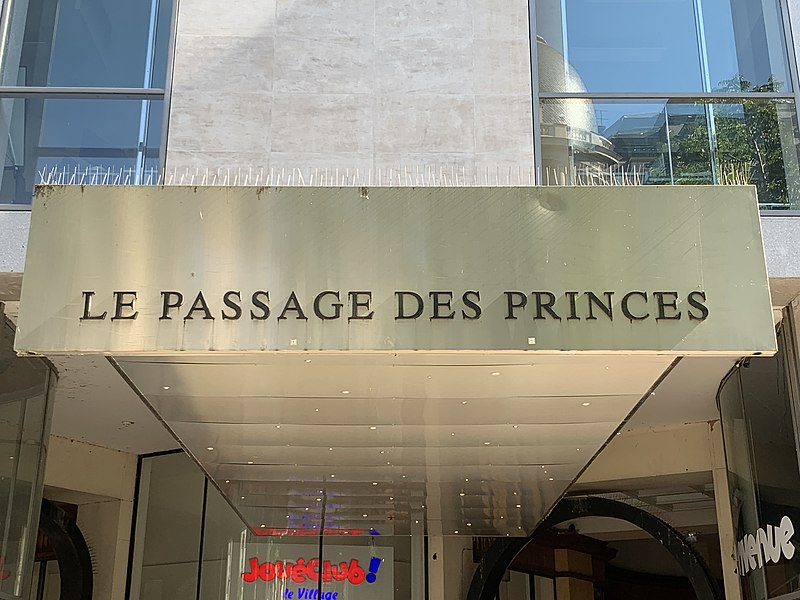 LE PASSAGE DES PRINCES
JouéClub!
le Village
venue